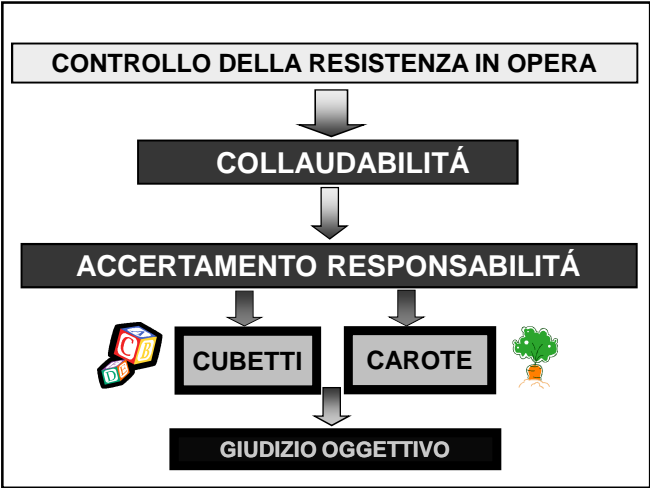 CONTROLLO DELLA RESISTENZA IN OPERA
COLLAUDABILITÁ
ACCERTAMENTO RESPONSABILITÁ
A
C
B
D
B
CUBETTI
CAROTE
GIUDIZIO OGGETTIVO